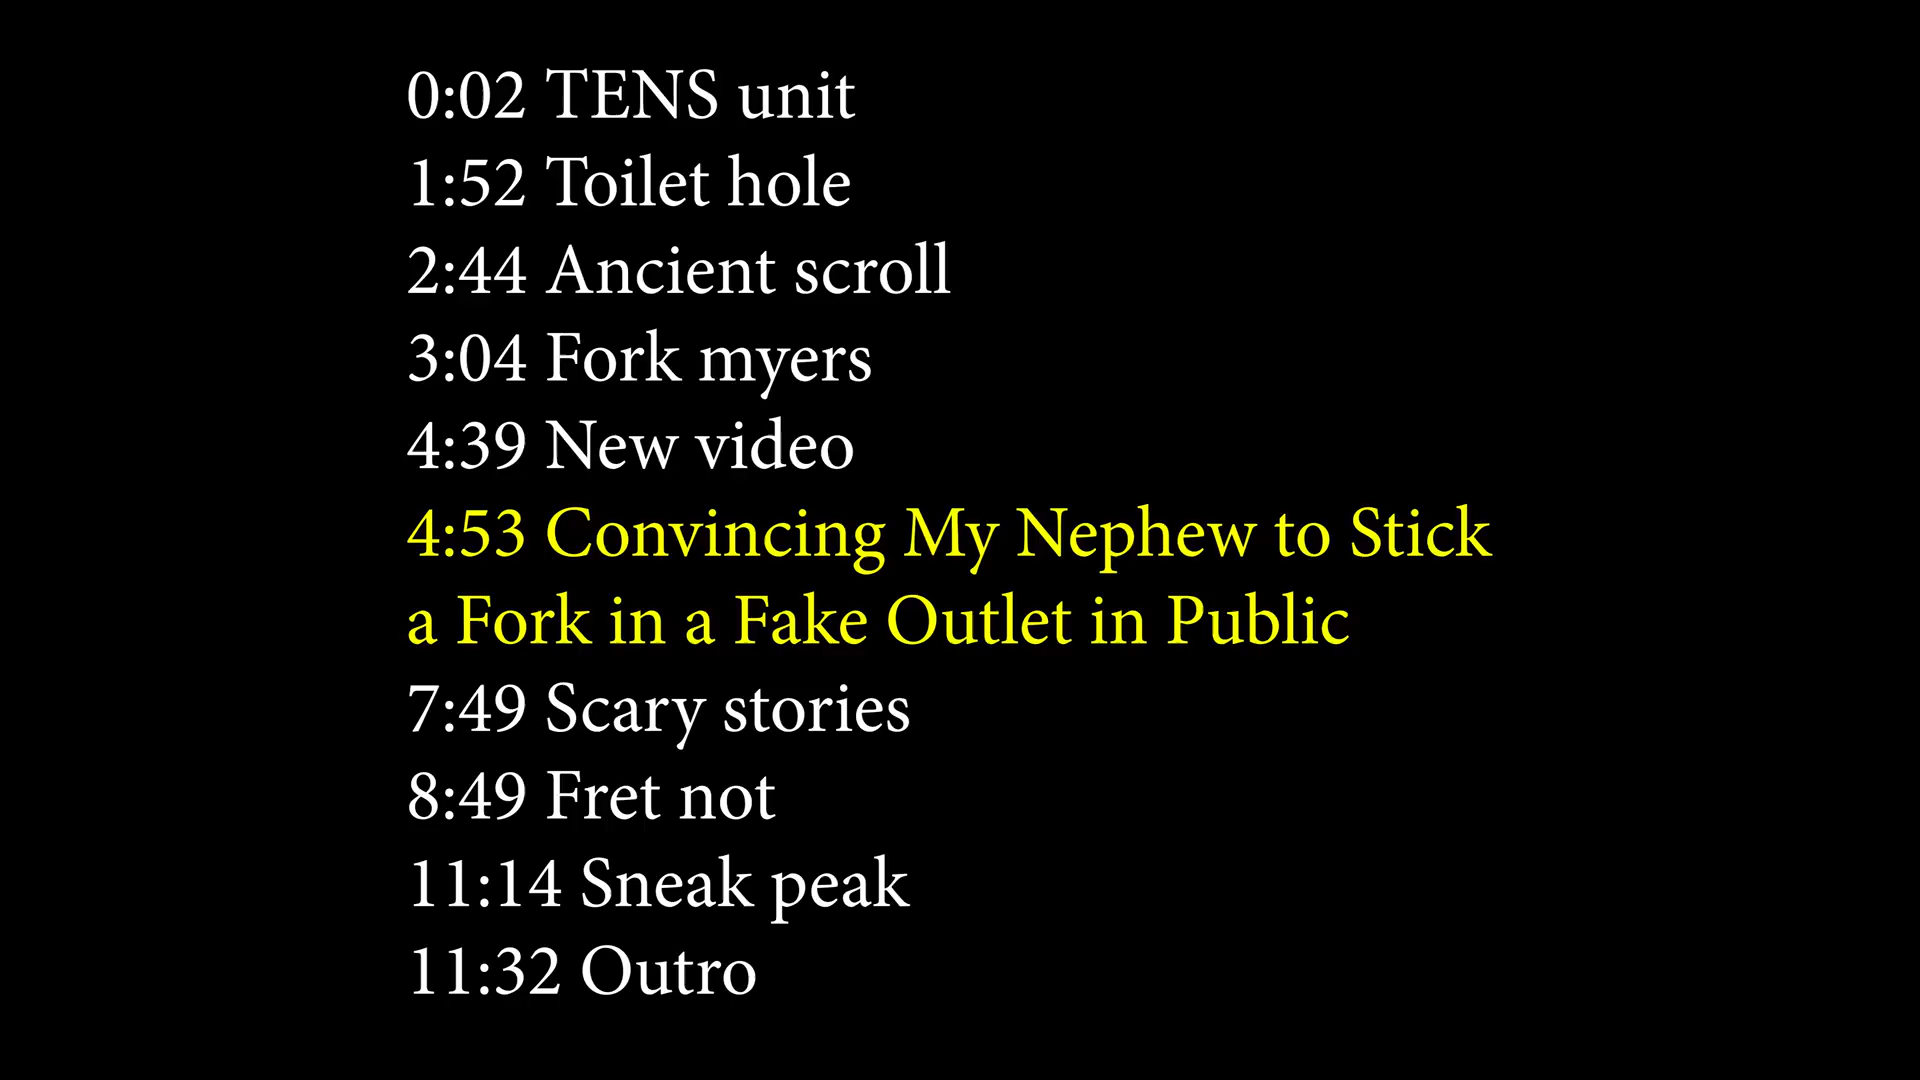 0:02 TENS unit
1:52 Toilet hole
2:44 Ancient scroll
3:04 Fork myers
4:39 New video
4:53 Convincing My Nephew to Stick
a Fork in a Fake Outlet in Public
7:49 Scary stories
8:49 Fret not
11:14 Sneak peak
11:32 Outro